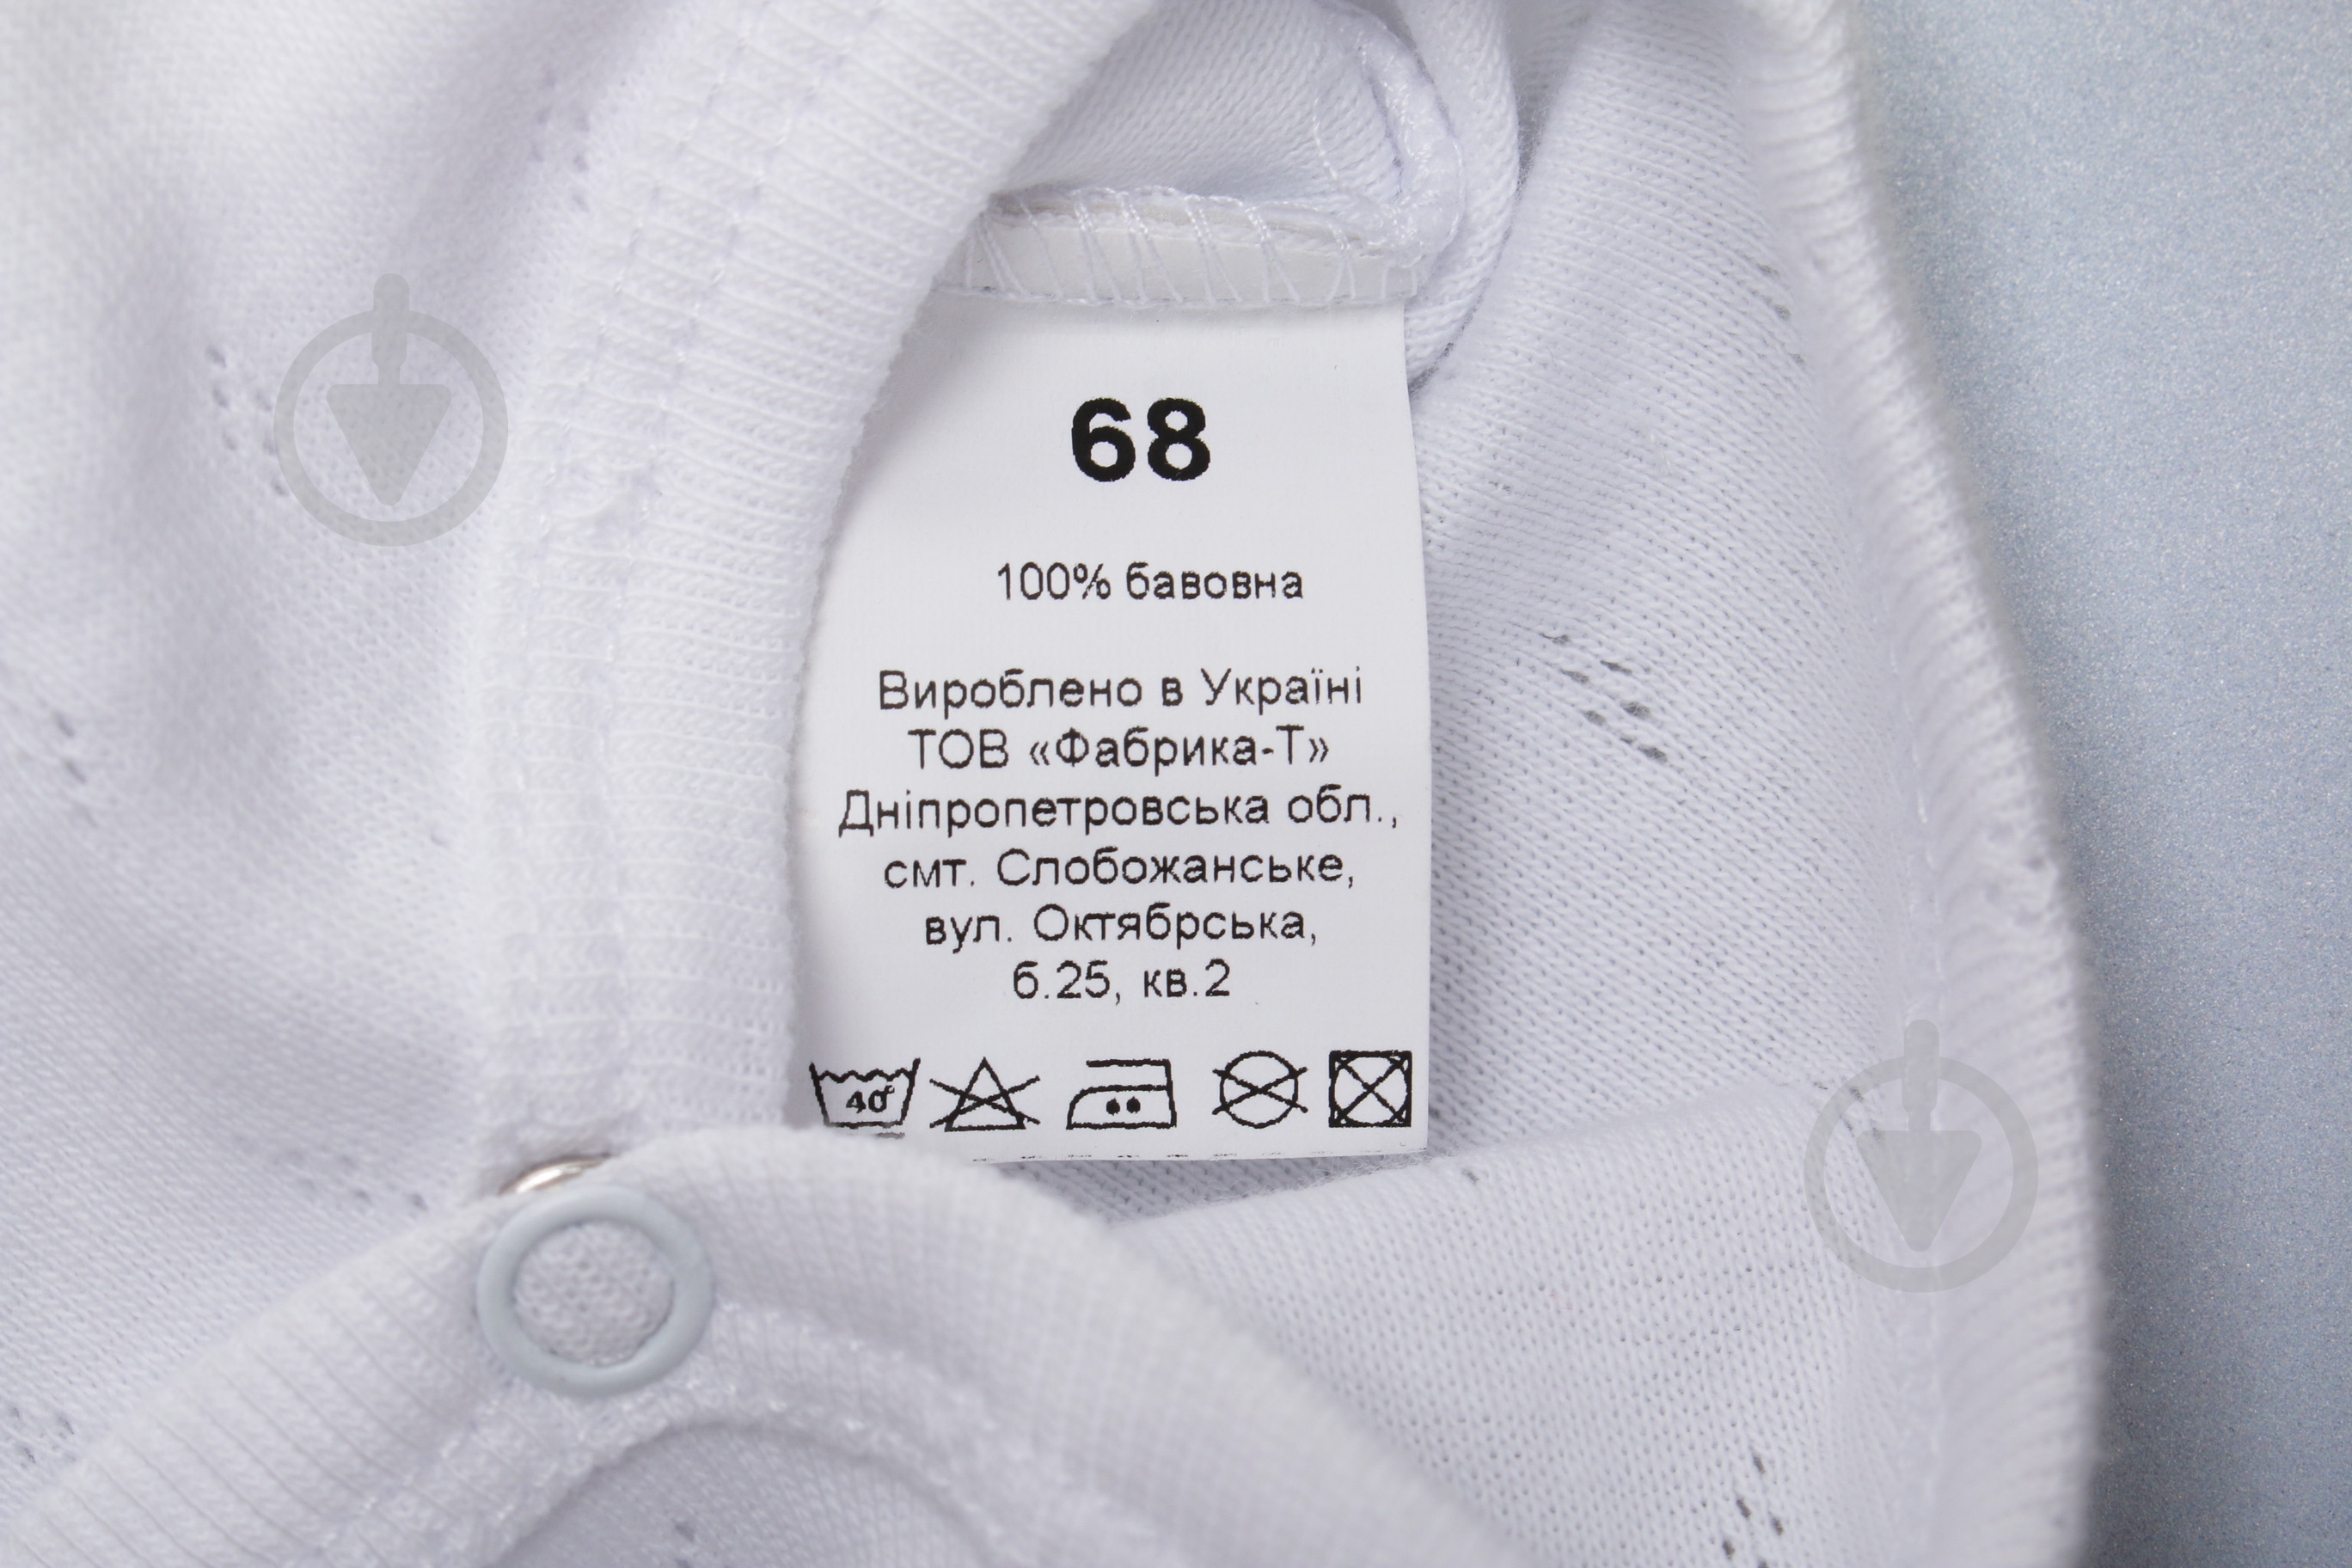 68
100% бавовна
Вироблено в Україні
ТОВ «Фабрика-Т»
Дніпропетровська обл.,
смт. Слобожанське,
вул. Октябрська,
б.25, кв.2
40°